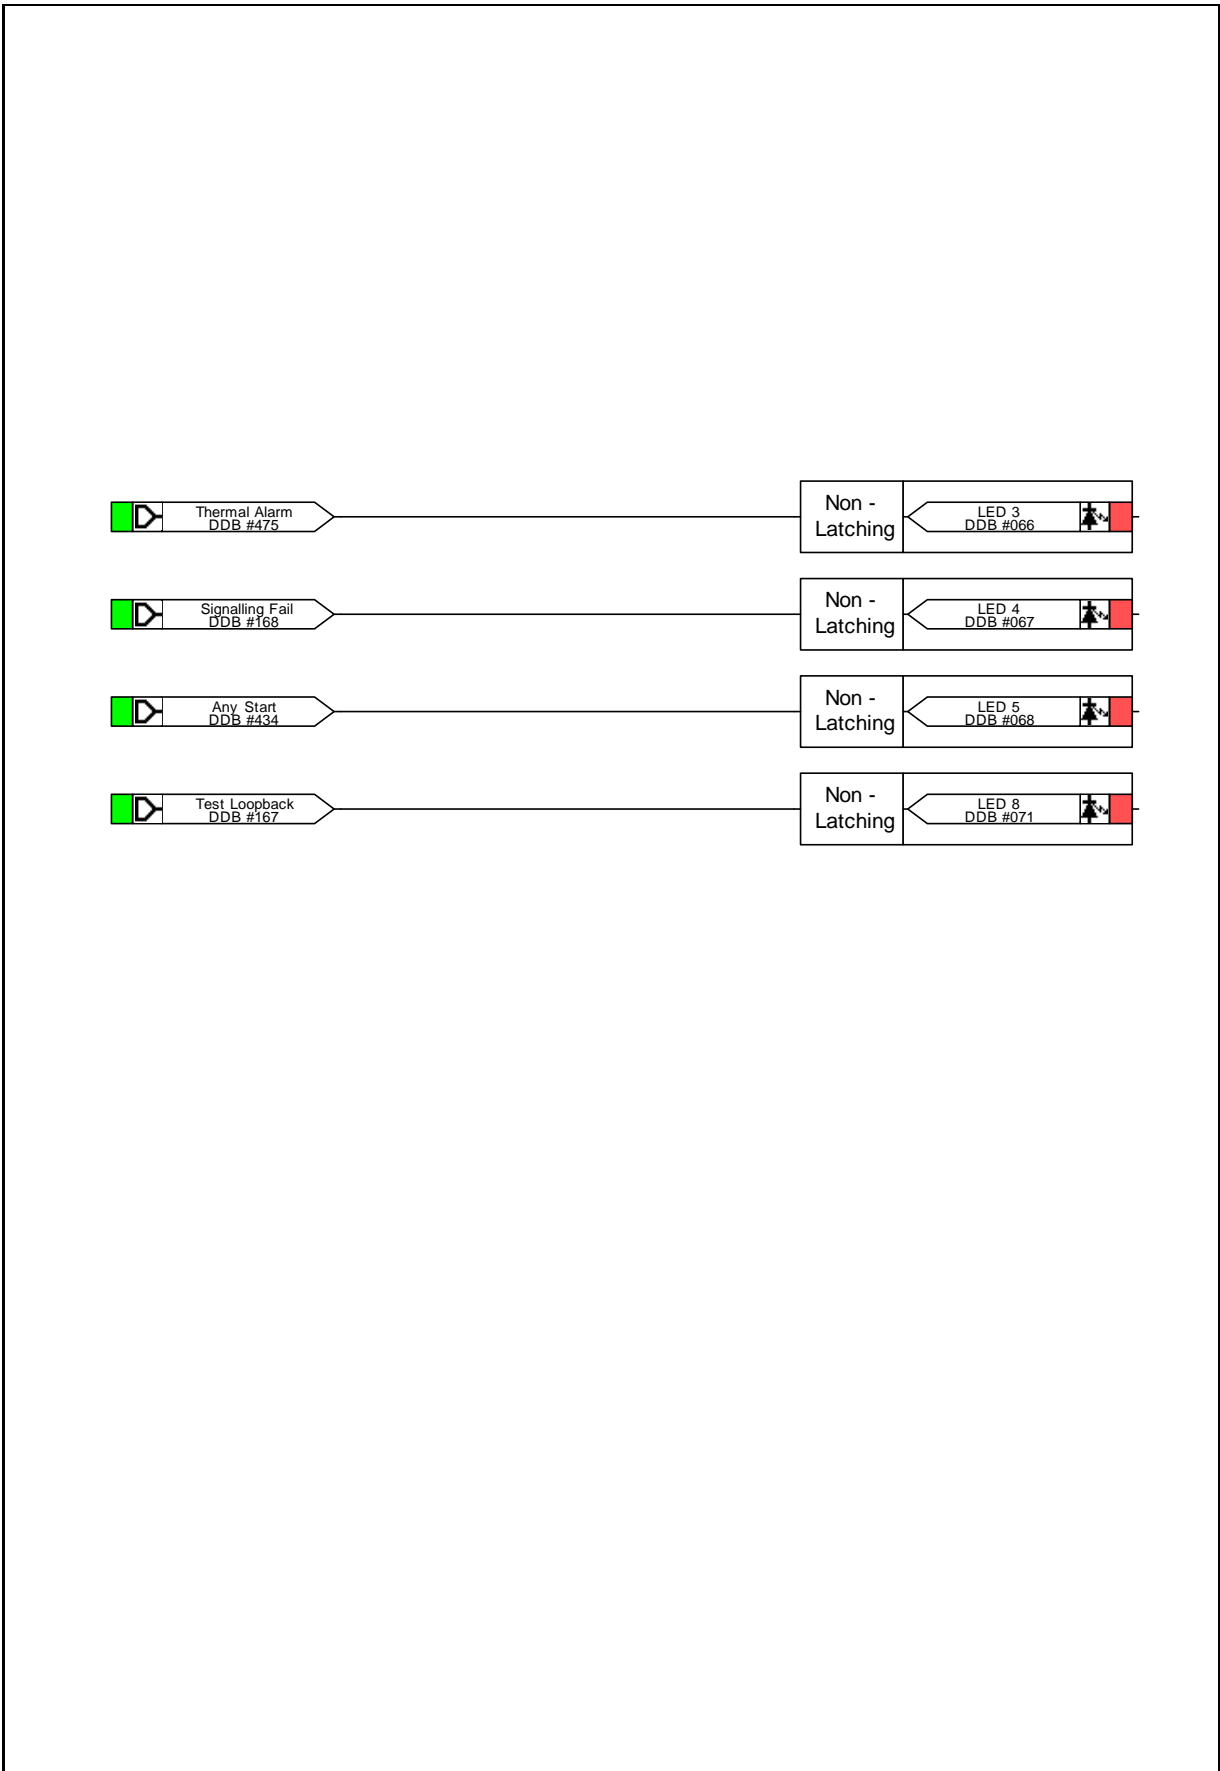 Thermal Alarm
DDB #475
Non -
Latching
LED 3
DDB #066
Signalling Fail
DDB #168
Non -
Latching
LED 4
DDB #067
Any Start
DDB #434
Non -
Latching
LED 5
DDB #068
Test Loopback
DDB #167
Non -
Latching
LED 8
DDB #071